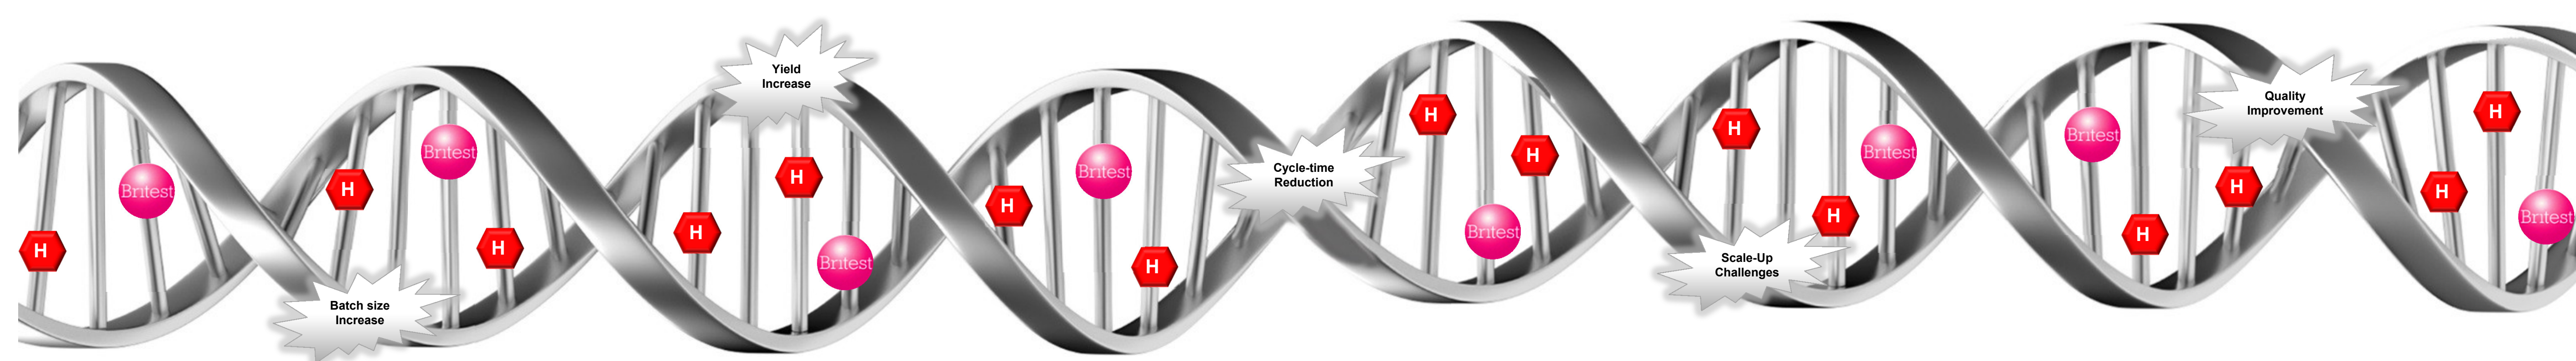 H
Britest
H
Batch size
Increase
Britest
H
H
Yield
Increase
H
Britest
H
Britest
H
Cycle-time
Reduction
H
Britest
H
H
Scale-Up
Challenges
H
Britest
Britest
H
H
Quality
Improvement
H
H
Britest